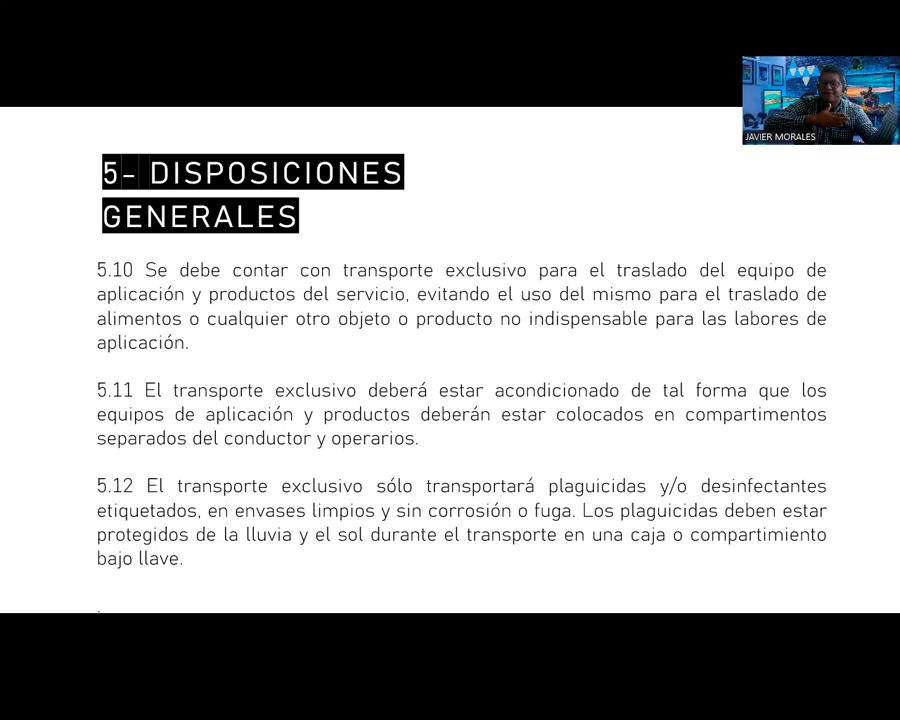 JAVIER MORALES
5- DISPOSICIONES
GENERALES
5.10 Se debe contar con transporte exclusivo para el traslado del equipo de
aplicación y productos del servicio, evitando el uso del mismo para el traslado de
alimentos o cualquier otro objeto o producto no indispensable para las labores de
aplicación.
5.11 El transporte exclusivo deberá estar acondicionado de tal forma que los
equipos de aplicación y productos deberán estar colocados en compartimentos
separados del conductor y operarios.
5.12 El transporte exclusivo sólo transportará plaguicidas y/o desinfectantes
etiquetados, en envases limpios y sin corrosión o fuga. Los plaguicidas deben estar
protegidos de la lluvia y el sol durante el transporte en una caja o compartimiento
bajo llave.
.